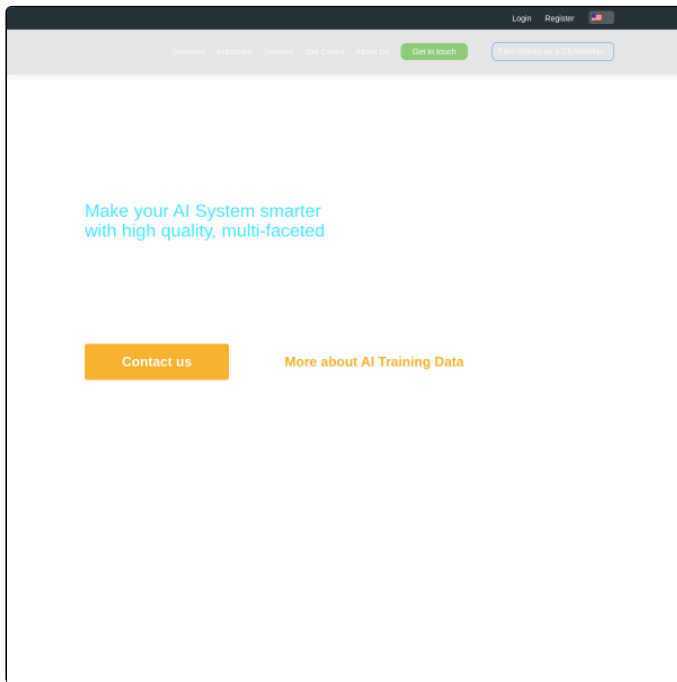 Login Register
Solutions Industries Services Our Crowd About Us Get in touch Earn money as a Clickworker
Make your AI System smarter
with high quality, multi-faceted
Contact us More about AI Training Data